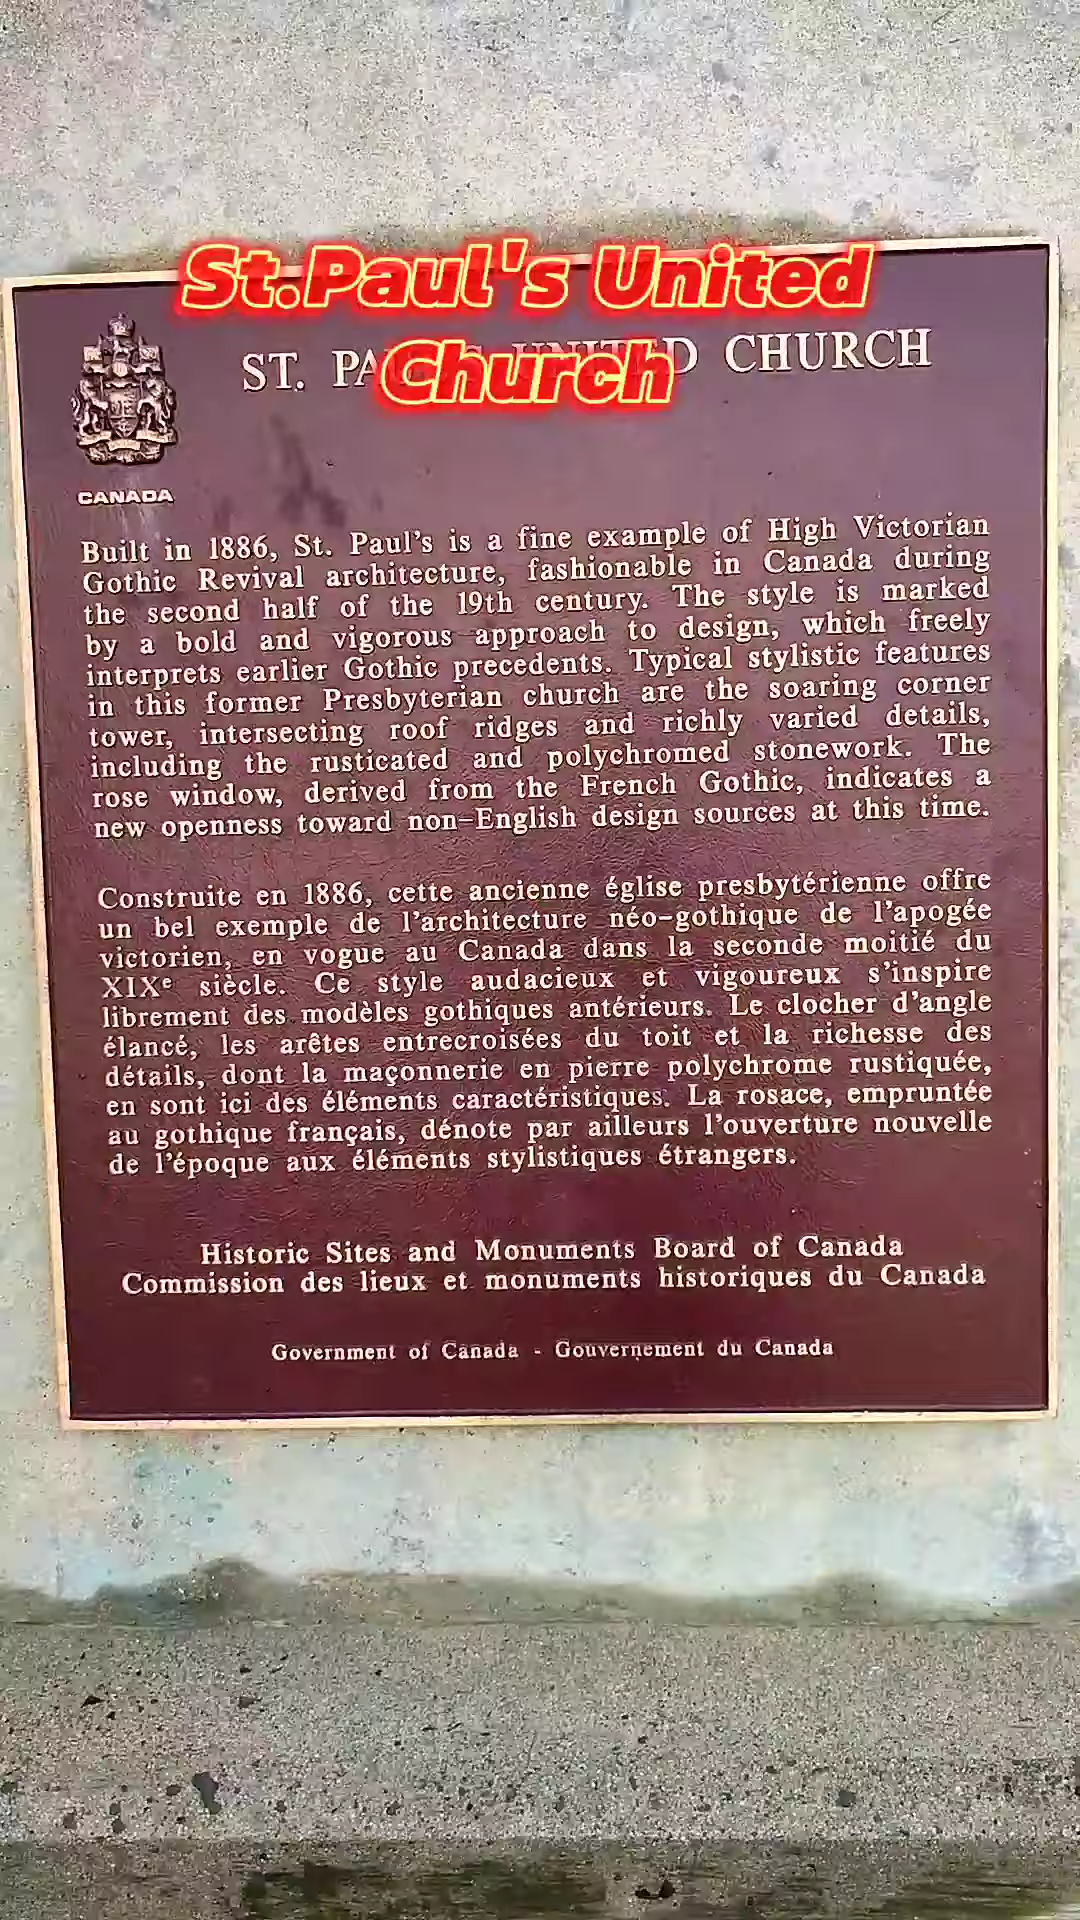 St.Paul's United
Church
ST. PA UNITED CHURCH
CANADA
Built in 1886, St. Paul's is a fine example of High Victorian
Gothic Revival architecture, fashionable in Canada during
the second half of the 19th century. The style is marked
by a bold and vigorous approach to design, which freely
interprets earlier Gothic precedents. Typical stylistic features
in this former Presbyterian church are the soaring corner
tower, intersecting roof ridges and richly varied details,
including the rusticated and polychromed stonework. The
rose window, derived from the French Gothic, indicates a
new openness toward non-English design sources at this time.
Construite en 1886, cette ancienne église presbytérienne offre
un bel exemple de l'architecture néo-gothique de l'apogée
victorien, en vogue au Canada dans la seconde moitié du
XIXe siècle. Ce style audacieux et vigoureux s'inspire
librement des modèles gothiques antérieurs. Le clocher d'angle
élancé, les arêtes entrecroisées du toit et la richesse des
détails, dont la maçonnerie en pierre polychrome rustiquée,
en sont ici des éléments caractéristiques. La rosace, empruntée
au gothique français, dénote par ailleurs l'ouverture nouvelle
de l'époque aux éléments stylistiques étrangers.
Historic Sites and Monuments Board of Canada
Commission des lieux et monuments historiques du Canada
Government of Canada - Gouvernement du Canada